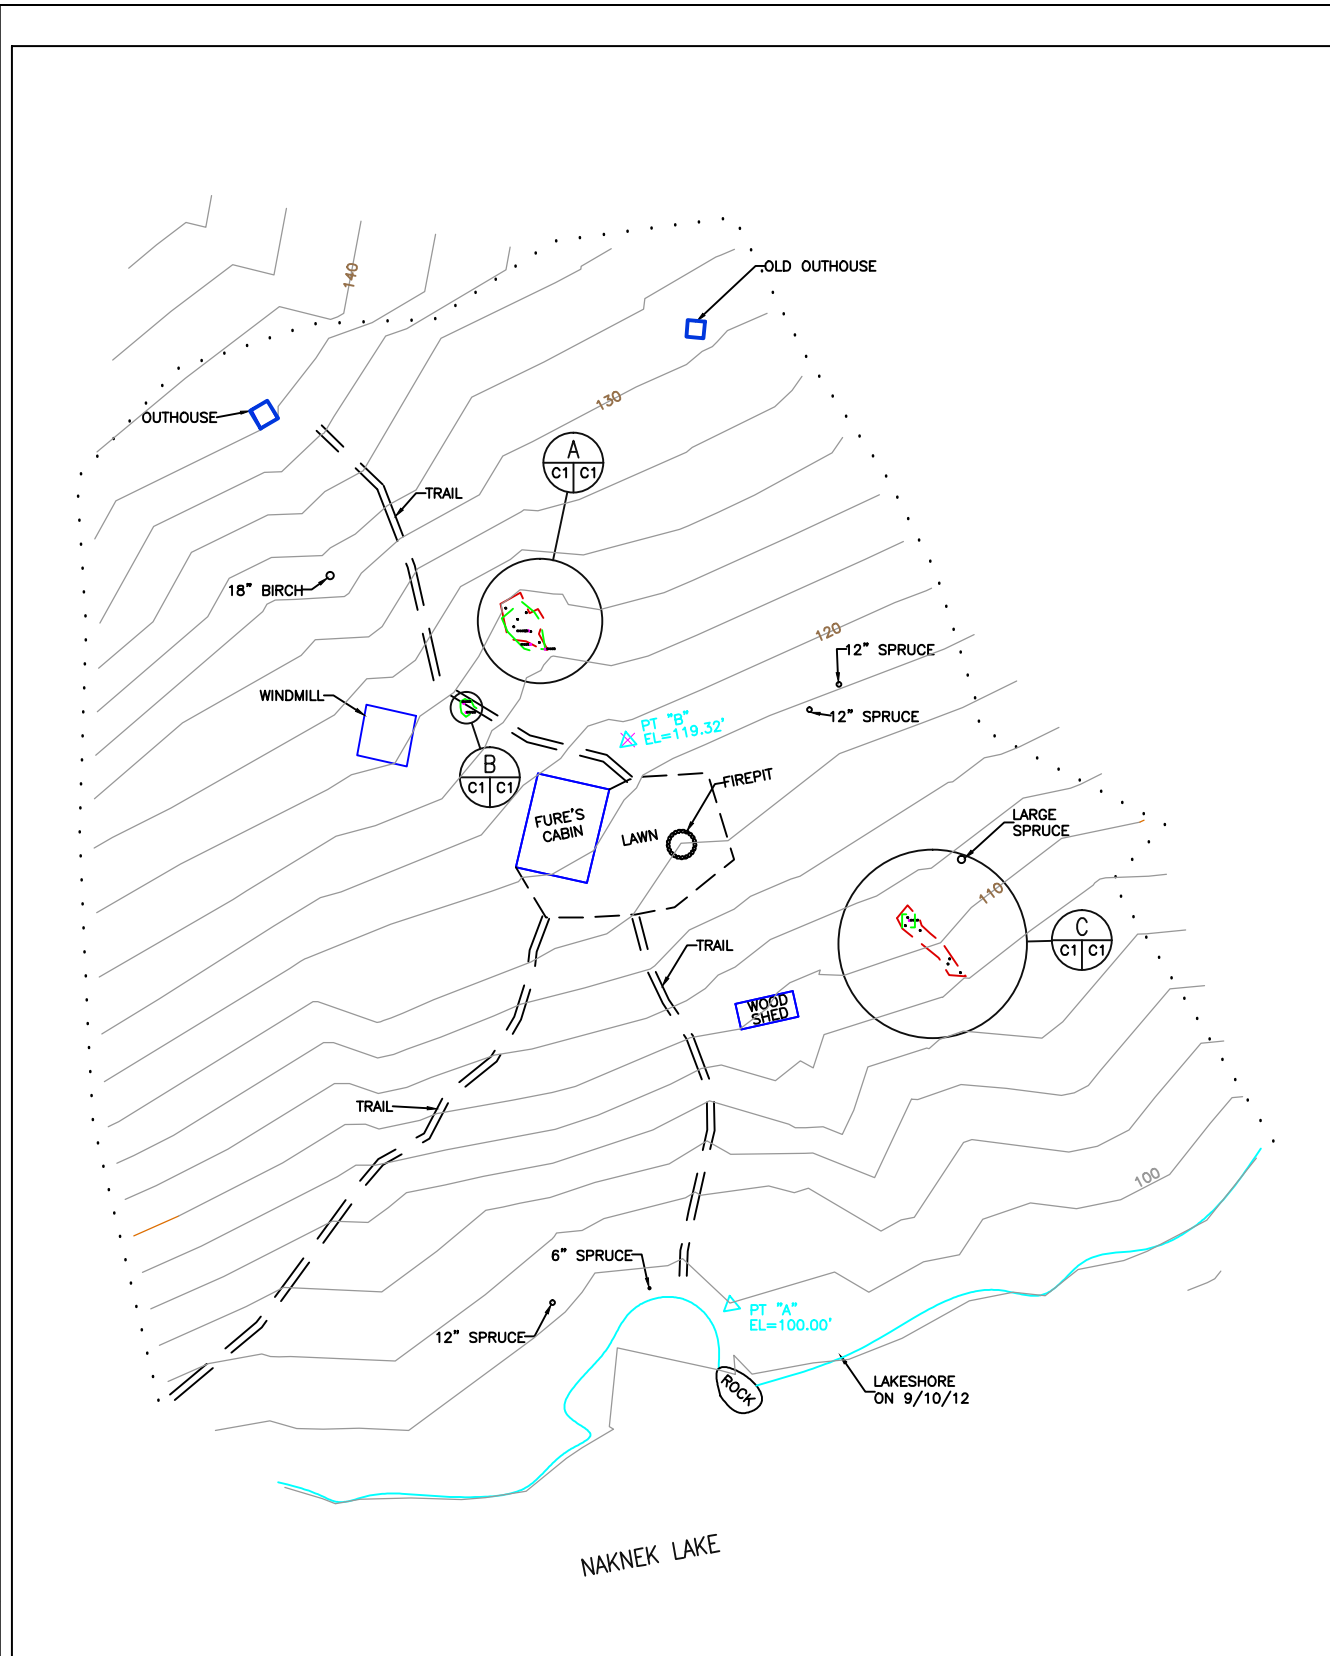 140
OLD OUTHOUSE
130
OUTHOUSE
A
C1 C1
TRAIL
18" BIRCH
120
12" SPRUCE
WINDMILL
12" SPRUCE
PT "B"
EL=119.32'
B
C1 C1
FIREPIT
FURE'S
CABIN
LAWN
LARGE
SPRUCE
110
C
C1 C1
TRAIL
WOOD
SHED
TRAIL
100
6" SPRUCE
12" SPRUCE
PT "A"
EL=100.00'
ROCK
LAKESHORE
ON 9/10/12
NAKNEK LAKE